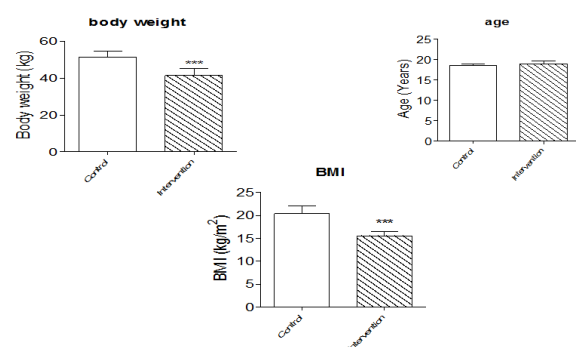 body weight
60
40
20
0
Body weight (kg)
***
Control
Intervention
age
25
20
15
10
5
0
Age (Years)
Control
Intervention
BMI
25
20
15
10
5
0
BMI (kg/m²)
***
Control
Intervention